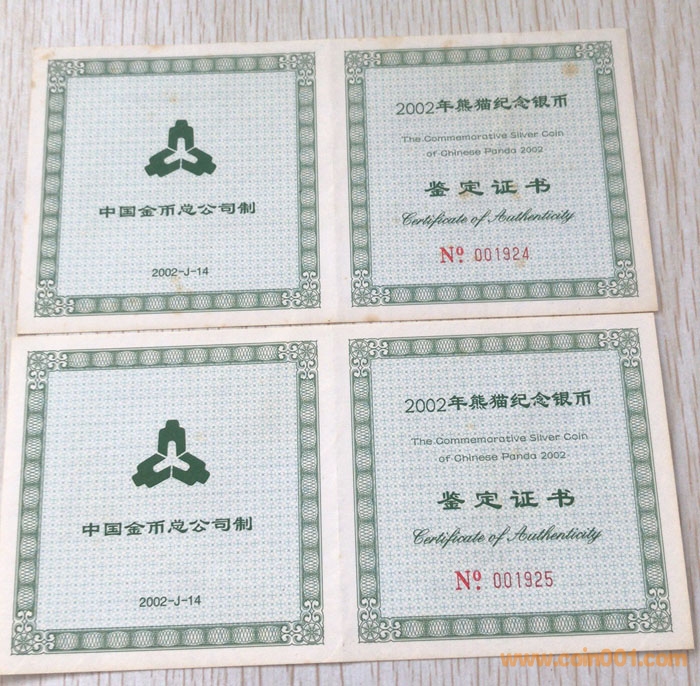 中国金币总公司制
2002-J-14
2002年熊猫纪念银币
The Commemorative Silver Coin
of Chinese Panda 2002
鉴定证书
Certificate of Authenticity
Nº 001924
中国金币总公司制
2002-J-14
2002年熊猫纪念银币
The Commemorative Silver Coin
of Chinese Panda 2002
鉴定证书
Certificate of Authenticity
Nº 001925
www.coin001.com